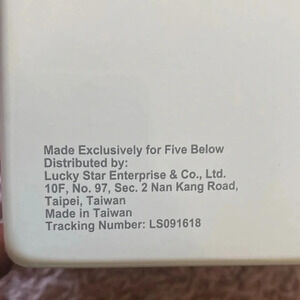 Made Exclusively for Five Below
Distributed by:
Lucky Star Enterprise & Co., Ltd.
10F, No. 97, Sec. 2 Nan Kang Road,
Taipei, Taiwan
Made in Taiwan
Tracking Number: LS091618